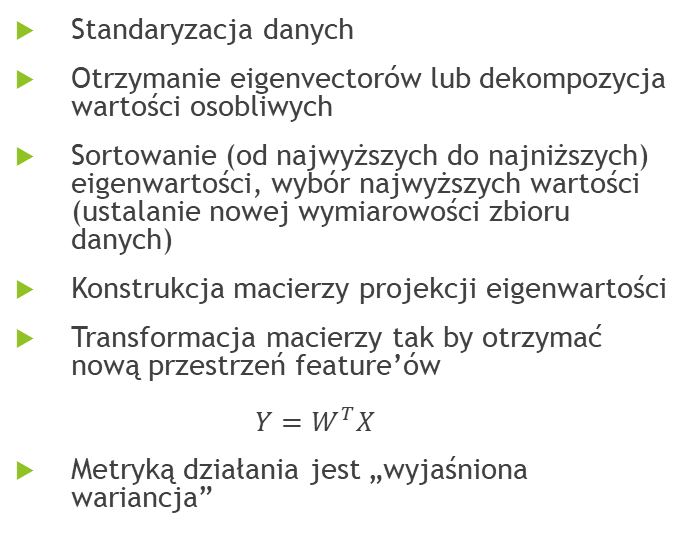 Standaryzacja danych
Otrzymanie eigenvectorów lub dekompozycja
wartości osobliwych
Sortowanie (od najwyższych do najniższych)
eigenwartości, wybór najwyższych wartości
(ustalanie nowej wymiarowości zbioru
danych)
Konstrukcja macierzy projekcji eigenwartości
Transformacja macierzy tak by otrzymać
nową przestrzeń feature’ów
Y = W^T X
Metryką działania jest „wyjaśniona
wariancja”